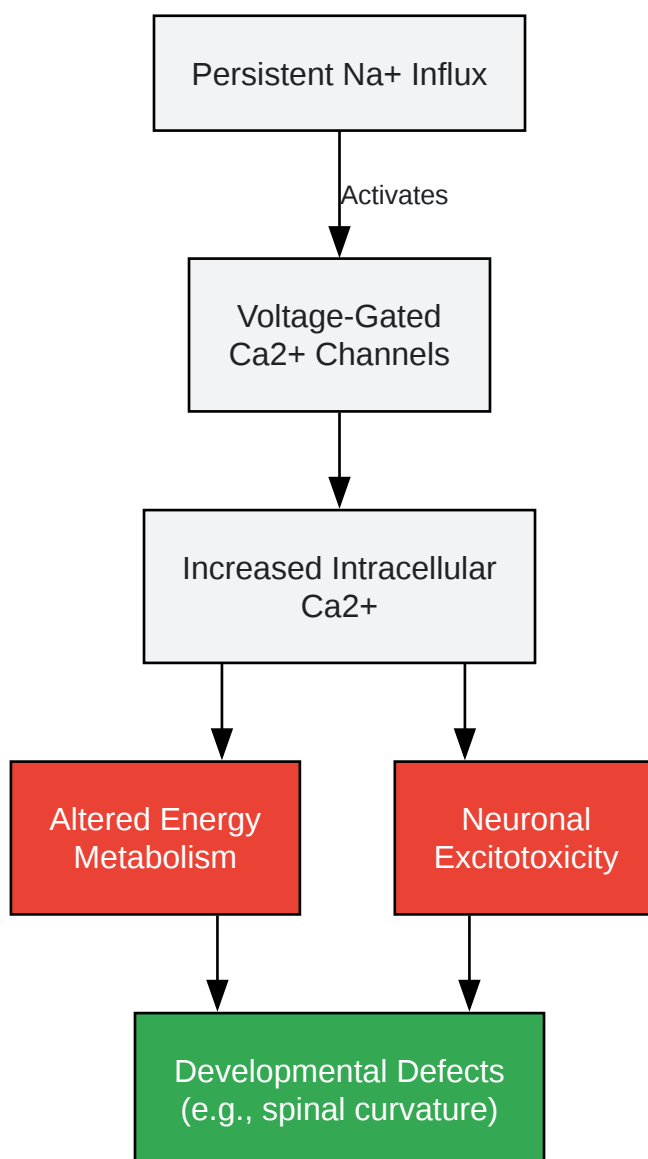 Persistent Na+ Influx
Activates
Voltage-Gated
Ca2+ Channels
Increased Intracellular
Ca2+
Altered Energy
Metabolism
Neuronal
Excitotoxicity
Developmental Defects
(e.g., spinal curvature)